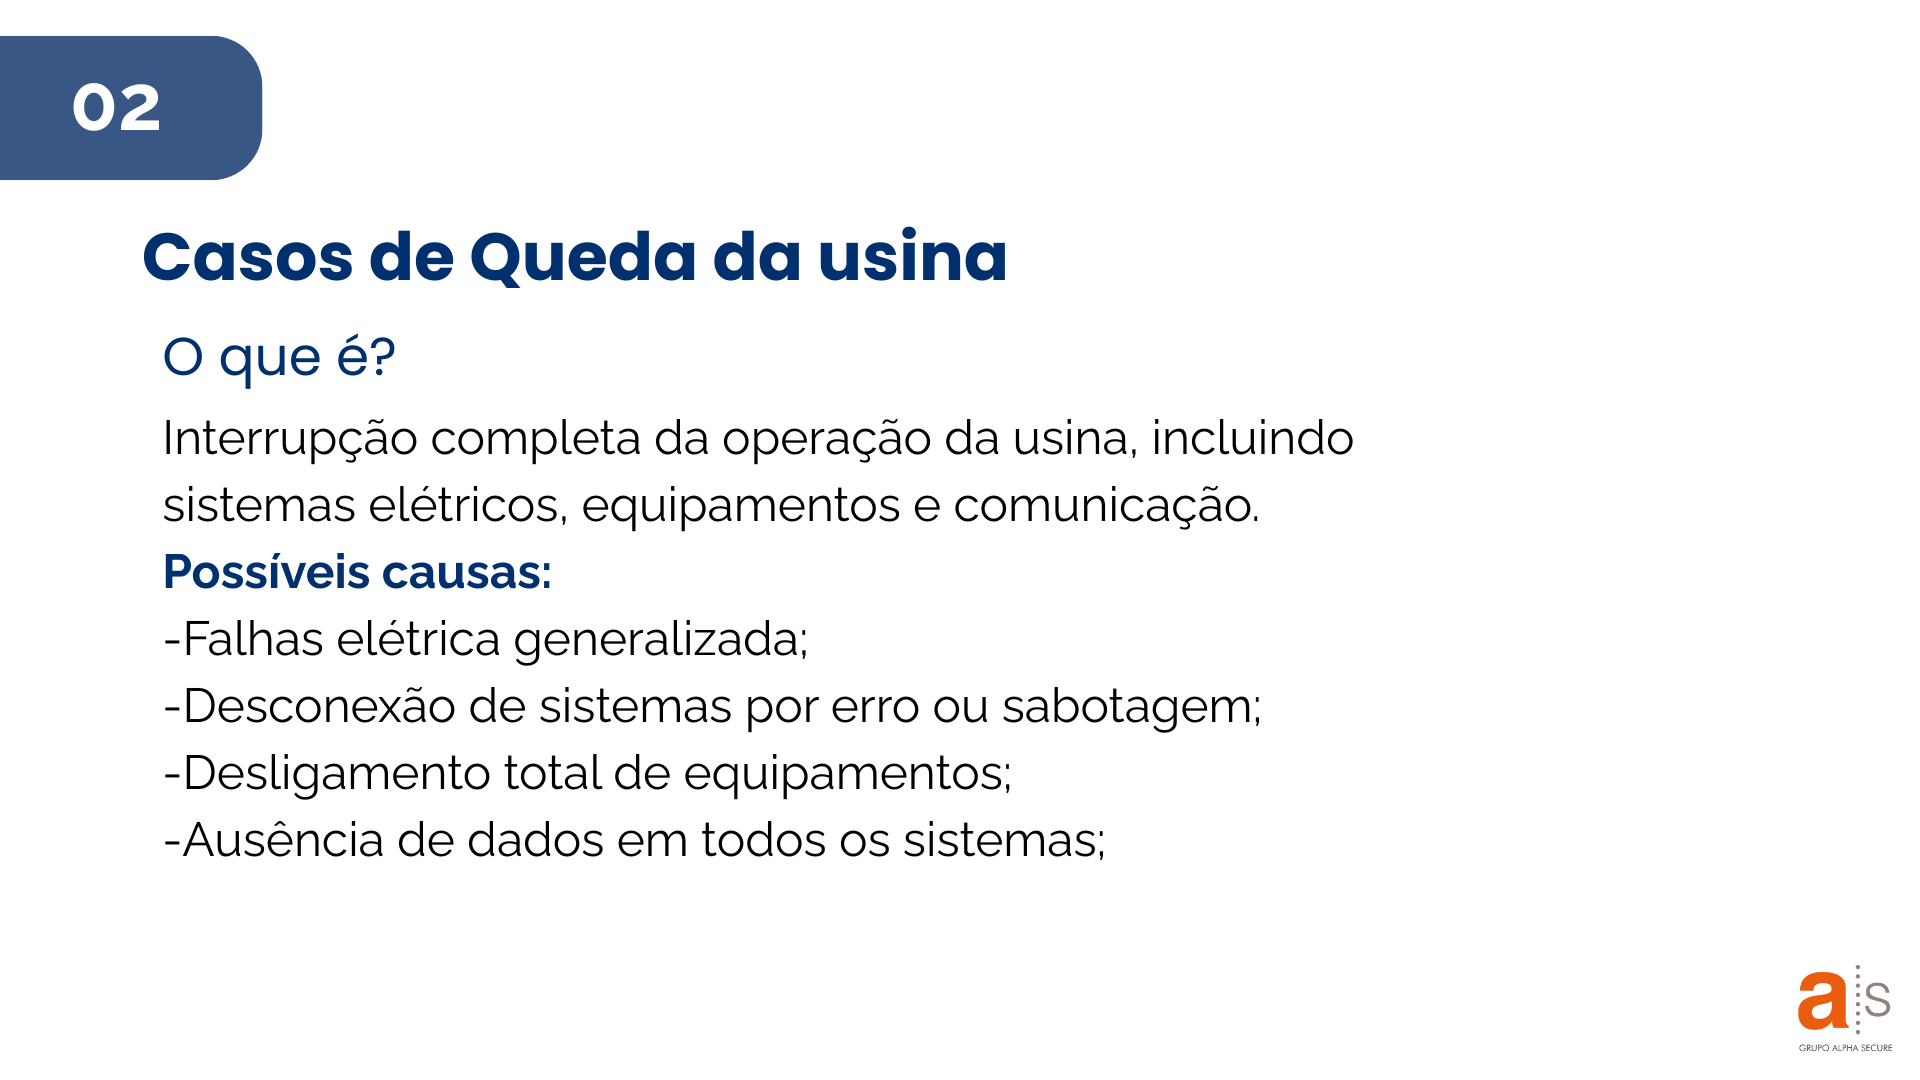 02
Casos de Queda da usina
O que é?
Interrupção completa da operação da usina, incluindo
sistemas elétricos, equipamentos e comunicação.
Possíveis causas:
-Falhas elétrica generalizada;
-Desconexão de sistemas por erro ou sabotagem;
-Desligamento total de equipamentos;
-Ausência de dados em todos os sistemas;
a s
GRUPO ALPHA SECURE